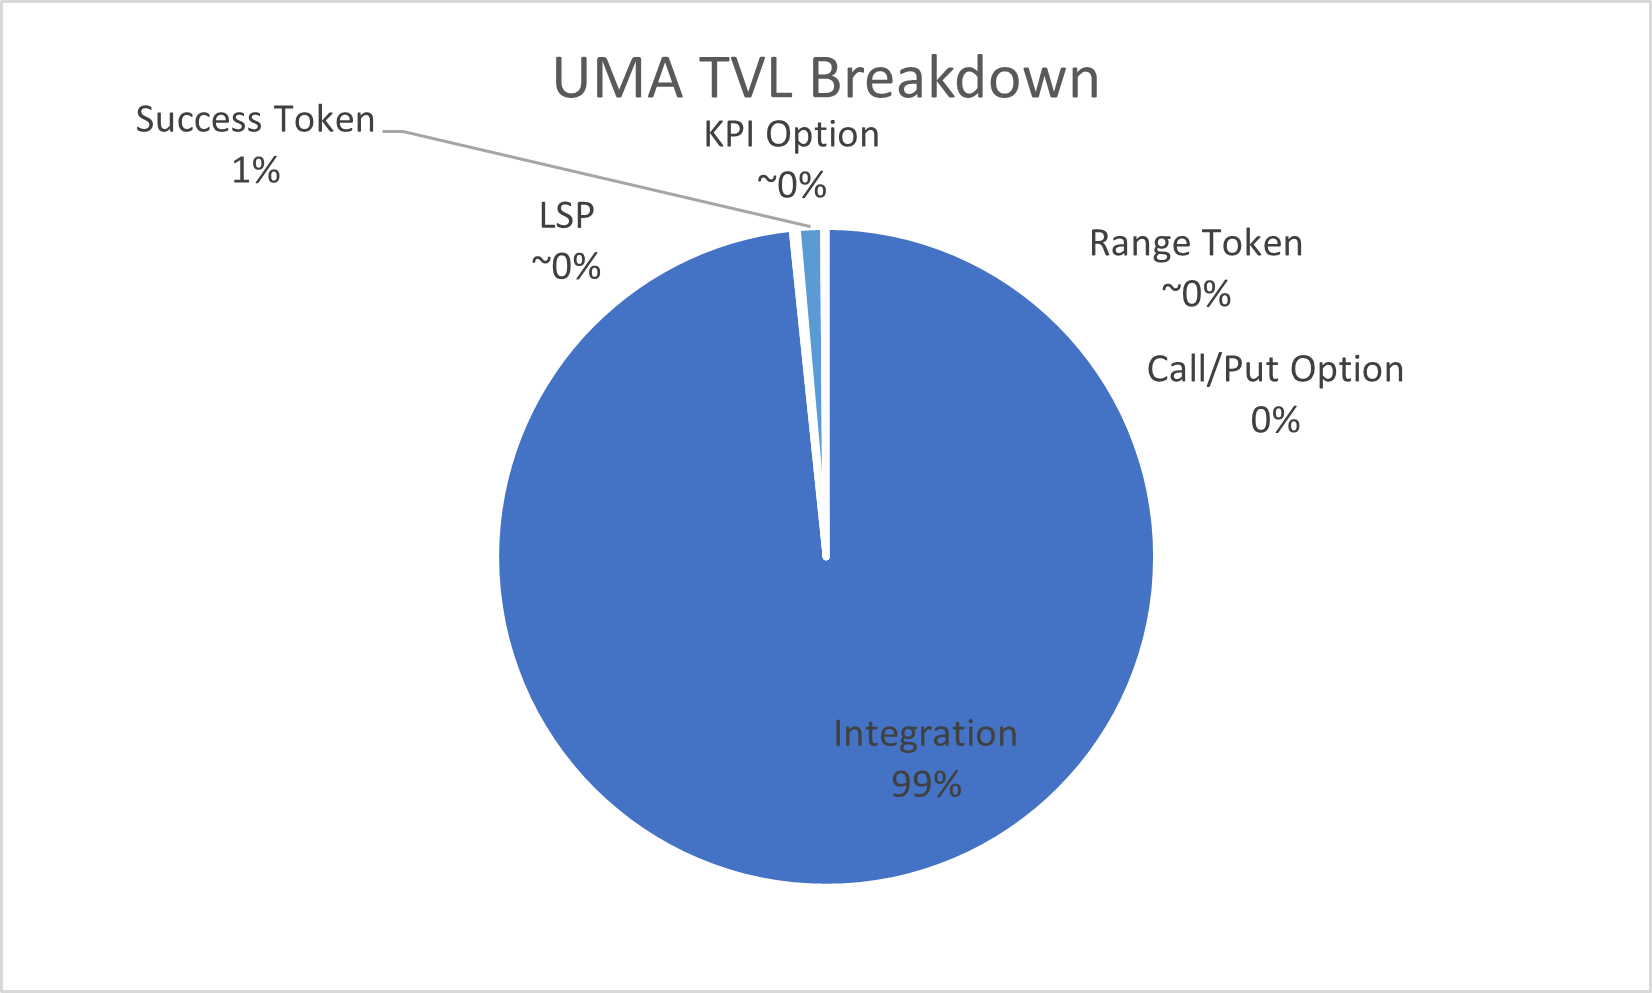 UMA TVL Breakdown
Success Token
1%
KPI Option
~0%
LSP
~0%
Range Token
~0%
Call/Put Option
0%
Integration
99%